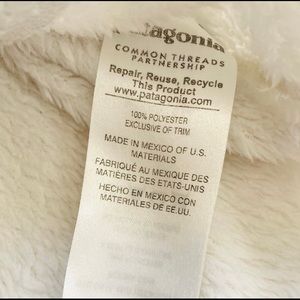 patagonia
COMMON THREADS
PARTNERSHIP
Repair, Reuse, Recycle
This Product
www.patagonia.com
100% POLYESTER
EXCLUSIVE OF TRIM
MADE IN MEXICO OF U.S.
MATERIALS
FABRIQUÉ AU MEXIQUE DES
MATIÈRES DES ETATS-UNIS
HECHO EN MEXICO CON
MATERIALES DE EE.UU.